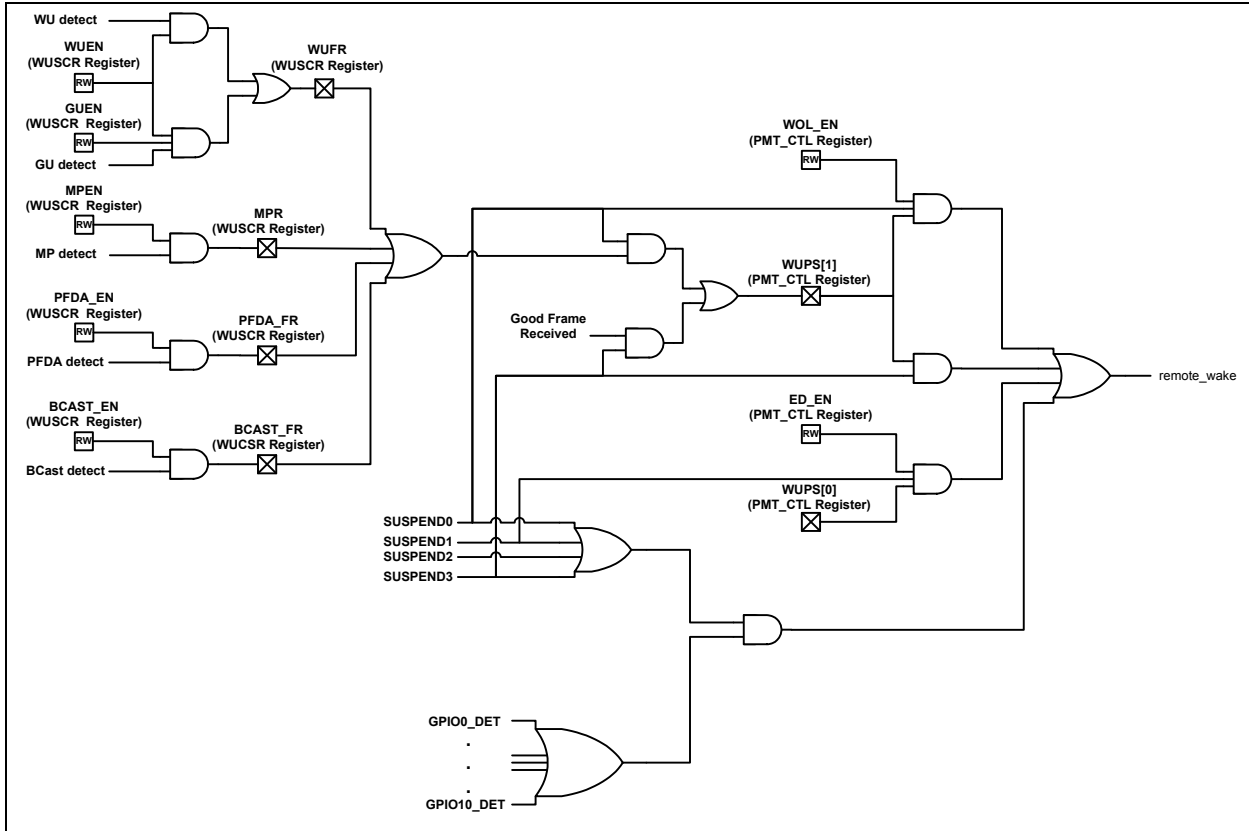 WU detect
WUEN
(WUSCR Register)
RW
GUEN
(WUSCR  Register)
RW
GU detect
WUFR
(WUSCR Register)
MPEN
(WUSCR  Register)
RW
MP detect
MPR
(WUSCR Register)
PFDA_EN
(WUSCR Register)
RW
PFDA detect
PFDA_FR
(WUSCR Register)
BCAST_EN
(WUSCR  Register)
RW
BCast detect
BCAST_FR
(WUCSR Register)
WOL_EN
(PMT_CTL Register)
RW
WUPS[1]
(PMT_CTL Register)
Good Frame
Received
ED_EN
(PMT_CTL Register)
RW
WUPS[0]
(PMT_CTL Register)
remote_wake
SUSPEND0
SUSPEND1
SUSPEND2
SUSPEND3
GPIO0_DET
.
.
.
GPIO10_DET